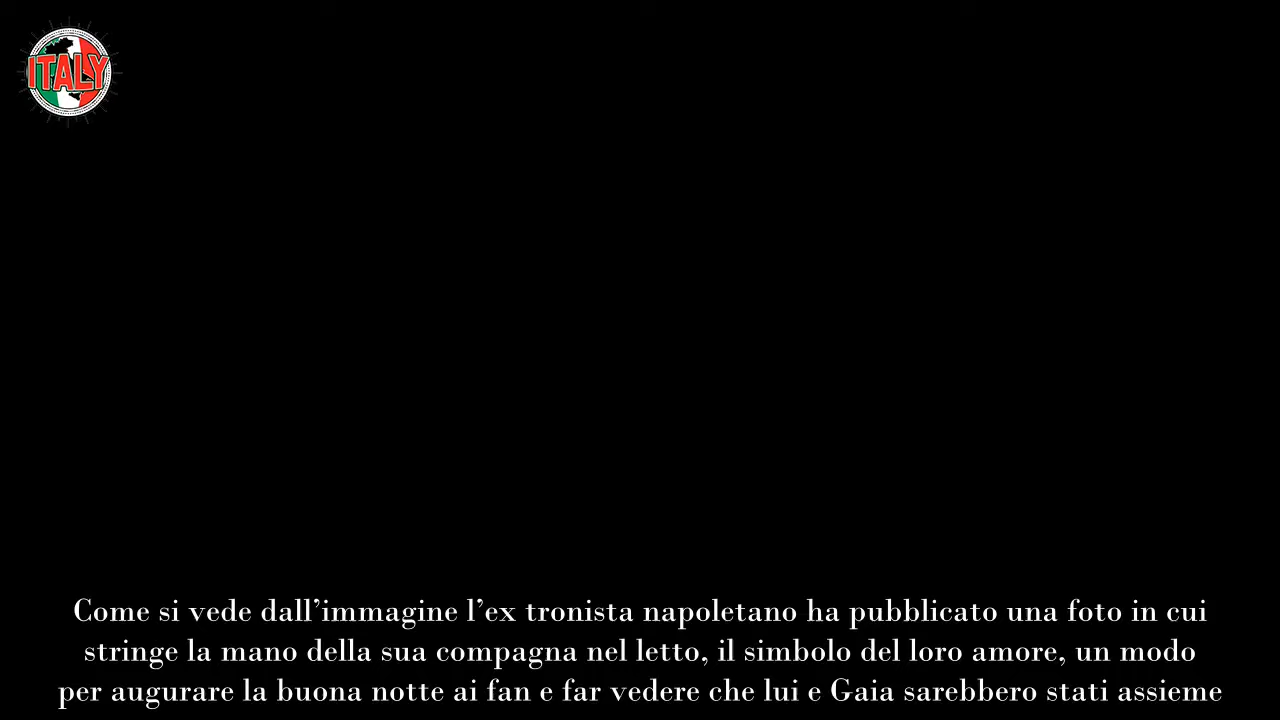 ITALY
Come si vede dall’immagine l’ex tronista napoletano ha pubblicato una foto in cui
stringe la mano della sua compagna nel letto, il simbolo del loro amore, un modo
per augurare la buona notte ai fan e far vedere che lui e Gaia sarebbero stati assieme